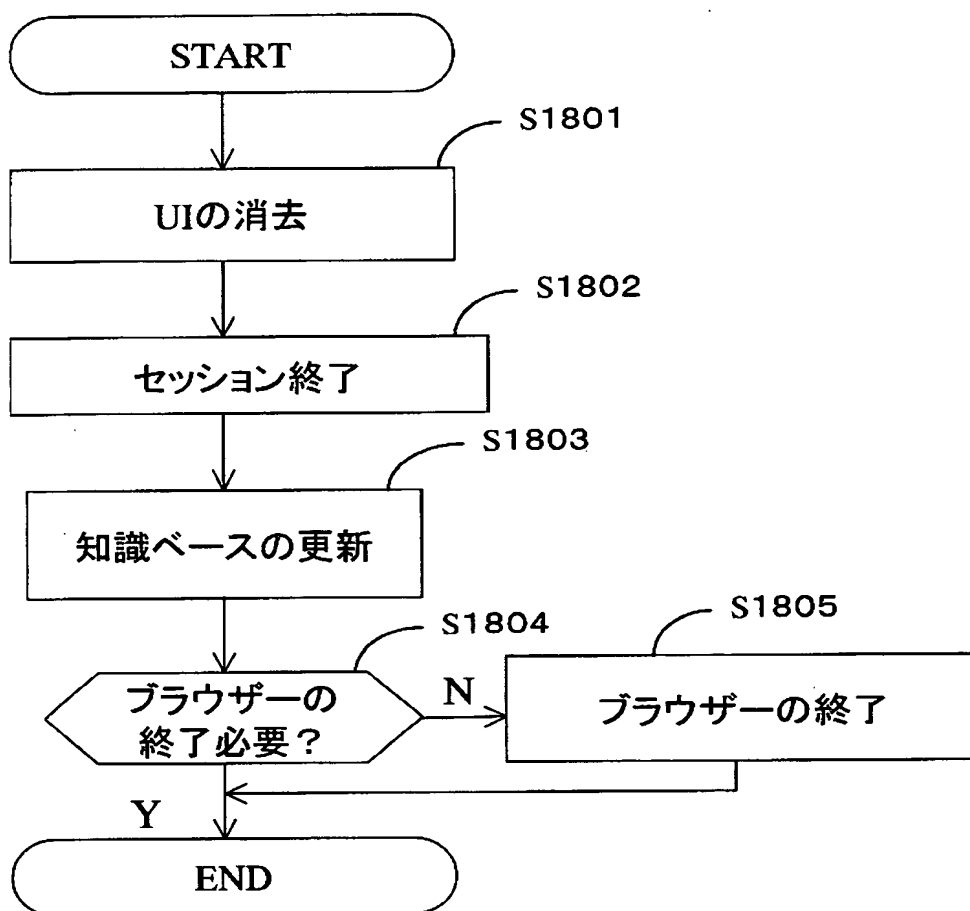 START
S1801
UIの消去
S1802
セッション終了
S1803
知識ベースの更新
S1804
ブラウザーの
終了必要？
N
S1805
ブラウザーの終了
Y
END